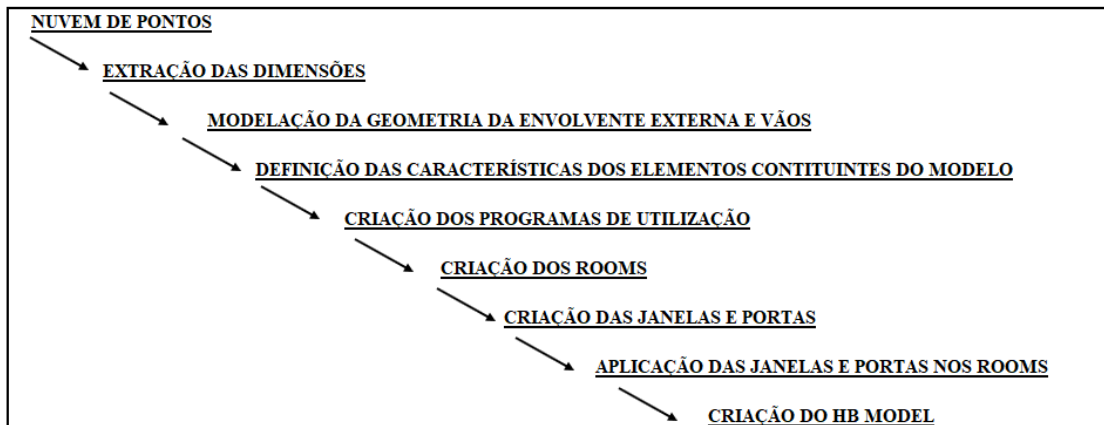 NUVEM DE PONTOS
EXTRAÇÃO DAS DIMENSÕES
MODELAÇÃO DA GEOMETRIA DA ENVOLVENTE EXTERNA E VÃOS
DEFINIÇÃO DAS CARACTERÍSTICAS DOS ELEMENTOS CONTITUINTES DO MODELO
CRIAÇÃO DOS PROGRAMAS DE UTILIZAÇÃO
CRIAÇÃO DOS ROOMS
CRIAÇÃO DAS JANELAS E PORTAS
APLICAÇÃO DAS JANELAS E PORTAS NOS ROOMS
CRIAÇÃO DO HB MODEL